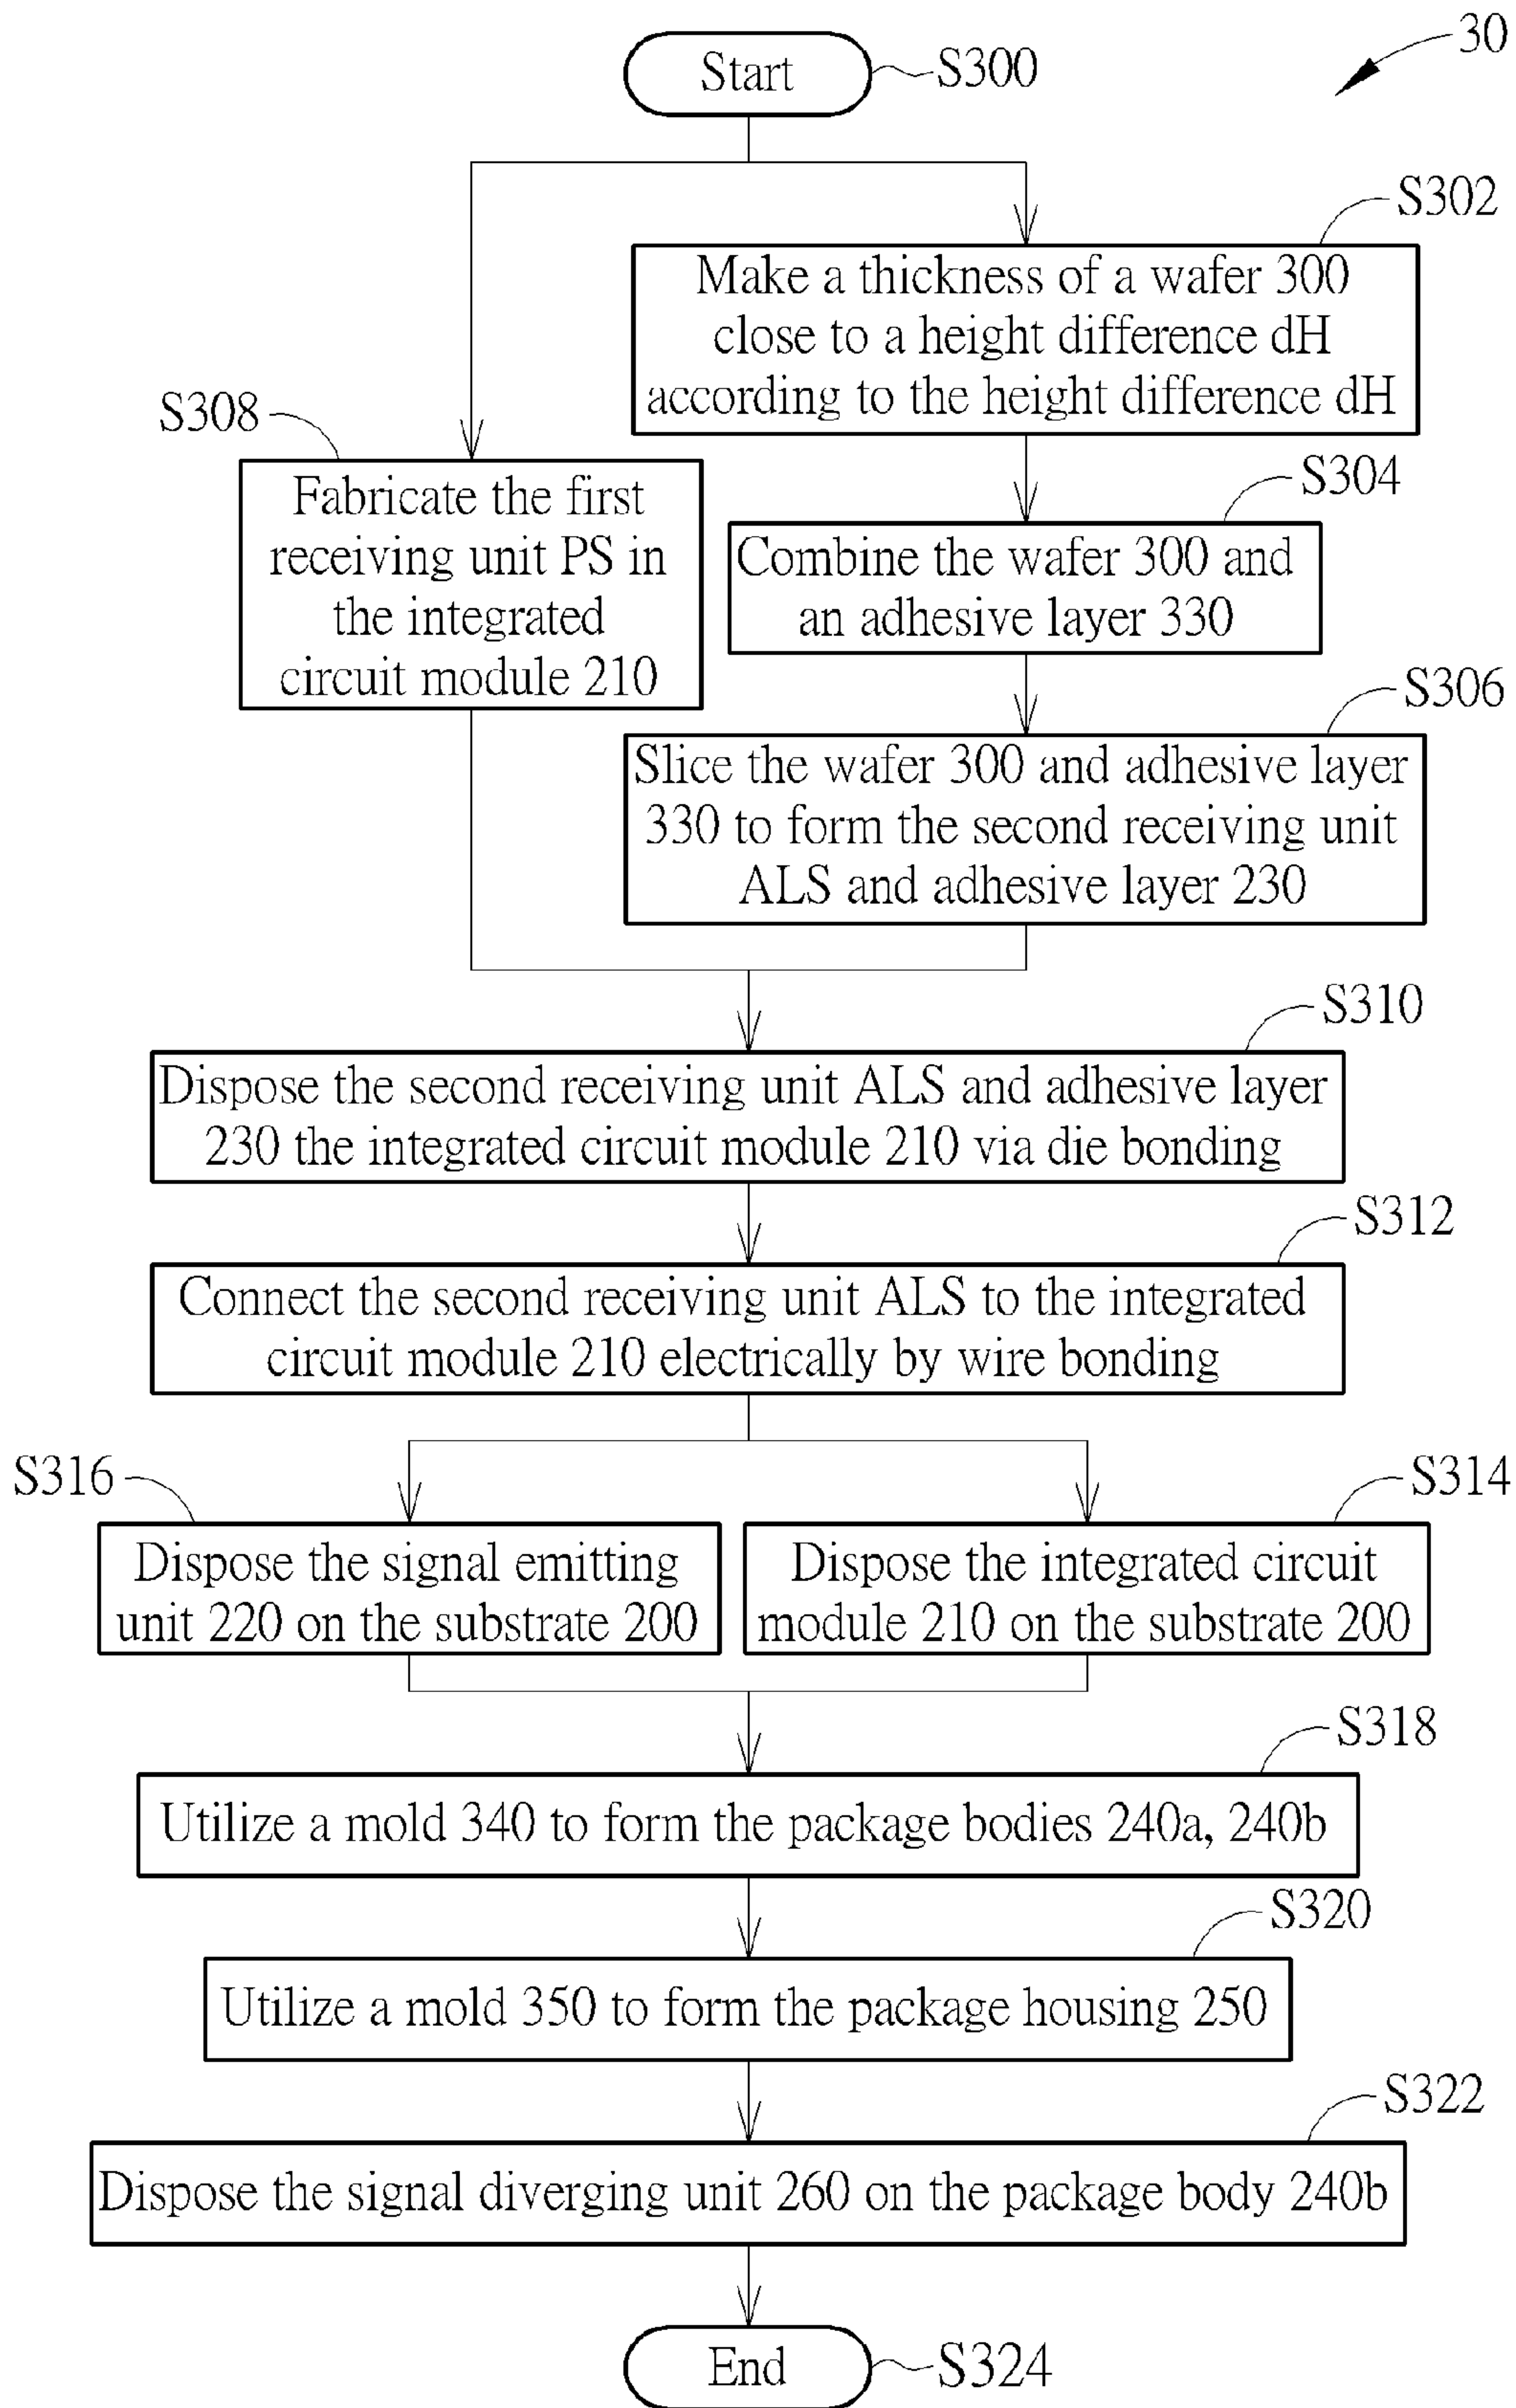 30
Start
S300
S302
Make a thickness of a wafer 300
close to a height difference dH
according to the height difference dH
S308
Fabricate the first
receiving unit PS in
the integrated
circuit module 210
S304
Combine the wafer 300 and
an adhesive layer 330
S306
Slice the wafer 300 and adhesive layer
330 to form the second receiving unit
ALS and adhesive layer 230
S310
Dispose the second receiving unit ALS and adhesive layer
230 the integrated circuit module 210 via die bonding
S312
Connect the second receiving unit ALS to the integrated
circuit module 210 electrically by wire bonding
S316
Dispose the signal emitting
unit 220 on the substrate 200
S314
Dispose the integrated circuit
module 210 on the substrate 200
S318
Utilize a mold 340 to form the package bodies 240a, 240b
S320
Utilize a mold 350 to form the package housing 250
S322
Dispose the signal diverging unit 260 on the package body 240b
End
S324